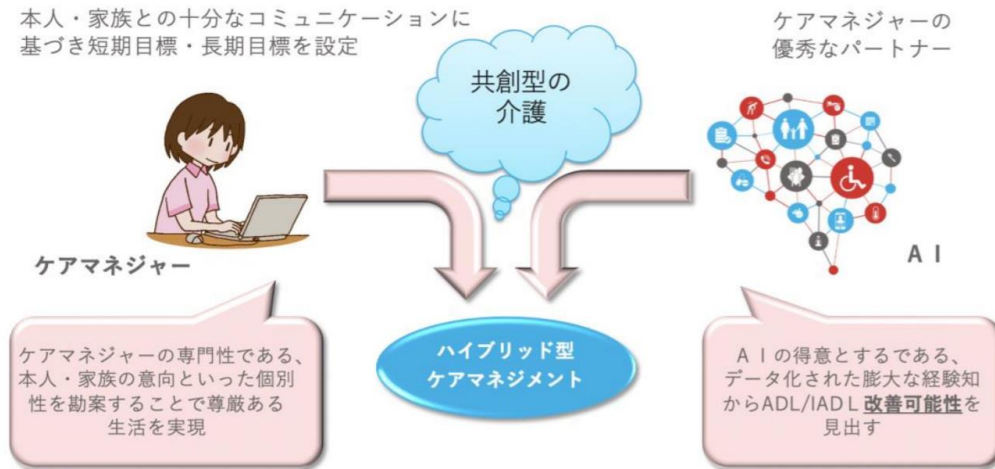 本人・家族との十分なコミュニケーションに
基づき短期目標・長期目標を設定
ケアマネジャーの
優秀なパートナー
共創型の
介護
ケアマネジャー
ＡＩ
ケアマネジャーの専門性である、
本人・家族の意向といった個別
性を勘案することで尊厳ある
生活を実現
ハイブリッド型
ケアマネジメント
ＡＩの得意とするである、
データ化された膨大な経験知
からADL/IADＬ改善可能性を
見出す